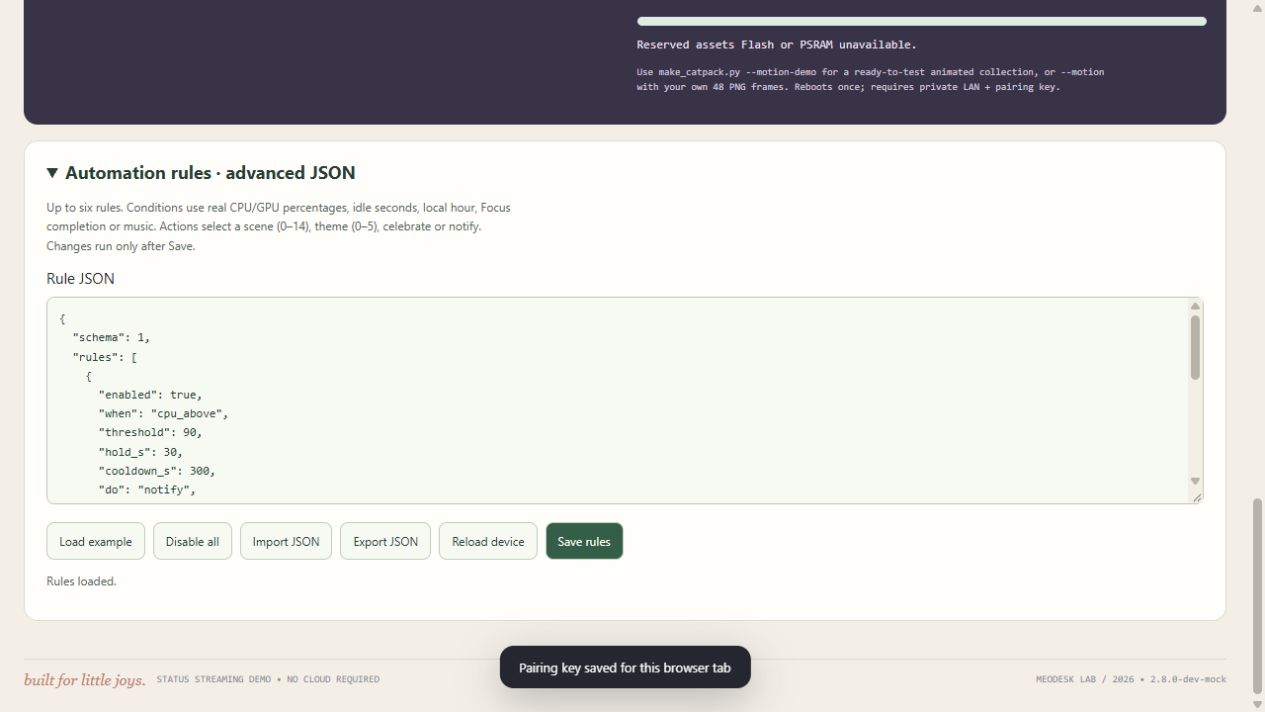 Reserved assets Flash or PSRAM unavailable.
Use make_catpack.py --motion-demo for a ready-to-test animated collection, or --motion
with your own 48 PNG frames. Reboots once; requires private LAN + pairing key.
▼ Automation rules · advanced JSON
Up to six rules. Conditions use real CPU/GPU percentages, idle seconds, local hour, Focus
completion or music. Actions select a scene (0–14), theme (0–5), celebrate or notify.
Changes run only after Save.
Rule JSON
{
"schema": 1,
"rules": [
{
"enabled": true,
"when": "cpu_above",
"threshold": 90,
"hold_s": 30,
"cooldown_s": 300,
"do": "notify",
Load example Disable all Import JSON Export JSON Reload device Save rules
Rules loaded.
Pairing key saved for this browser tab
built for little joys. STATUS STREAMING DEMO • NO CLOUD REQUIRED MEODESK LAB / 2026 • 2.8.0-dev-mock